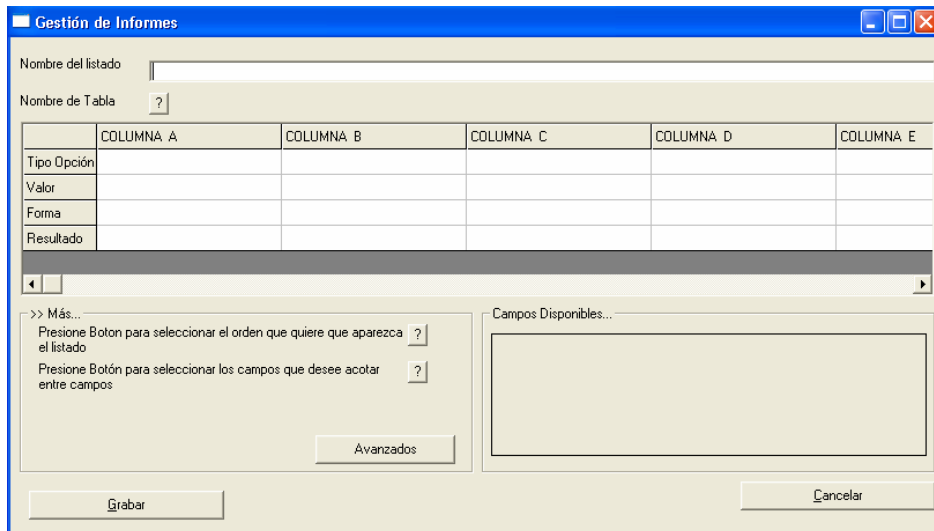 Gestión de Informes
Nombre del listado
Nombre de Tabla ?
COLUMNA A COLUMNA B COLUMNA C COLUMNA D COLUMNA E
Tipo Opción
Valor
Forma
Resultado
>> Más...
Presione Boton para seleccionar el orden que quiere que aparezca ?
el listado
Presione Botón para seleccionar los campos que desee acotar ?
entre campos
Avanzados
Campos Disponibles...
Grabar
Cancelar